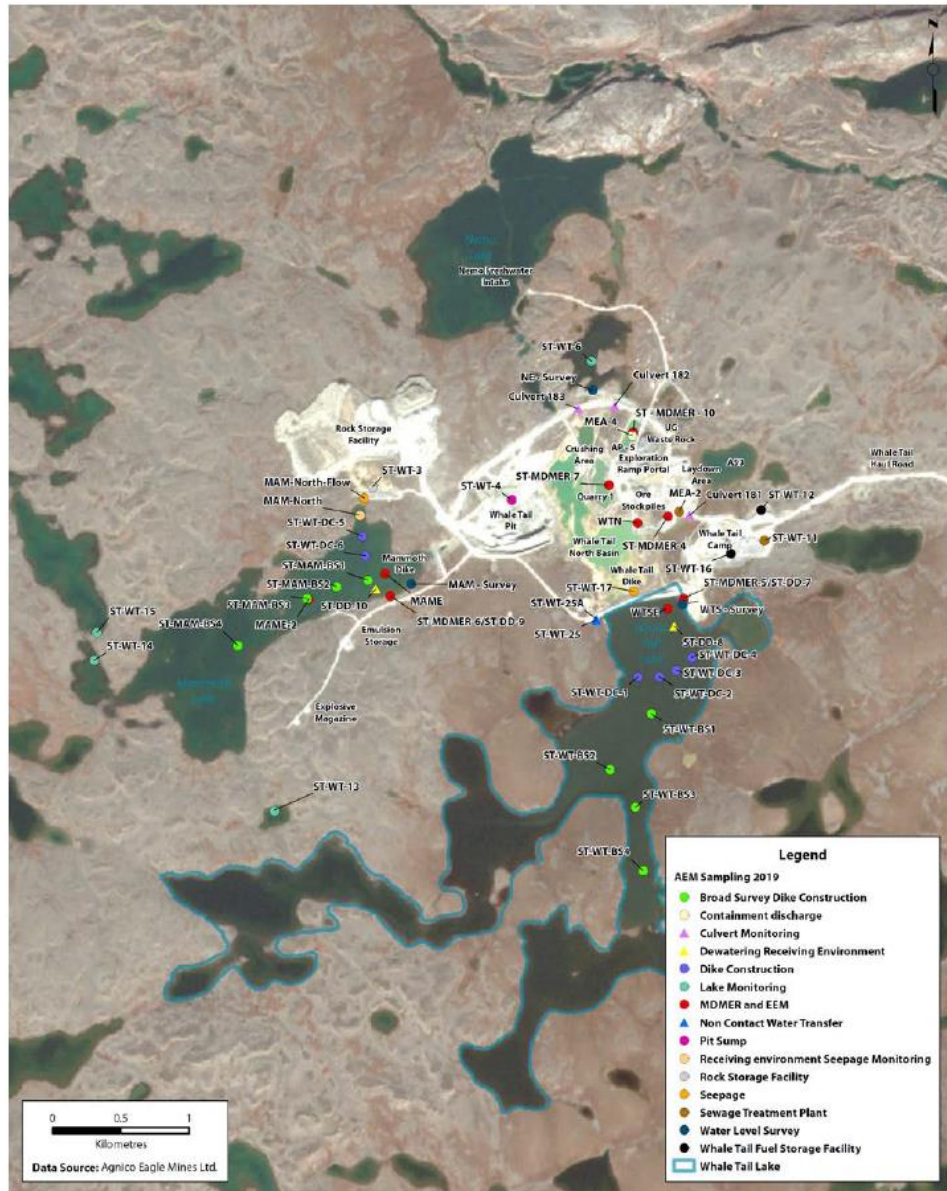 N
Nemo Freshwater
Intake
ST-WT-6
NE - Survey
Culvert 182
Culvert 183
MEA-4
ST - MDMER - 10
UG
Waste Rock
AP - 5
Exploration
Ramp Portal
Rock Storage
Facility
Crushing
Area
ST-WT-3
MAM-North-Flow
MAM-North
ST-WT-4
ST-MDMER-7
Laydown
Area
Whale Tail
Haul Road
Quarry 1
Ore
Stockpiles
MEA-2
Culvert 181
ST-WT-12
ST-WT-DC-5
Whale Tail
Pit
WTN
ST-WT-DC-6
Whale Tail
North Basin
ST-MDMER-4
Whale Tail
Camp
ST-WT-11
ST-MAM-BS1
Mammoth
Dike
ST-WT-16
ST-MAM-BS2
MAM - Survey
Whale Tail
Dike
ST-MDMER-5/ST-DD-7
ST-MAM-BS3
ST-DD-10
MAME
ST-WT-17
WTSE
WTS - Survey
ST-WT-15
MAME-2
ST-MDMER-6/ST-DD-9
ST-WT-2SA
ST-MAM-BS4
Emulsion
Storage
ST-WT-2S
ST-DD-8
ST-WT-14
ST-WT-DC-4
ST-WT-DC-3
ST-WT-DC-1
ST-WT-DC-2
Explosive
Magazine
ST-WT-BS1
ST-WT-BS2
ST-WT-13
ST-WT-BS3
ST-WT-BS4
Legend
AEM Sampling 2019
Broad Survey Dike Construction
Containment discharge
Culvert Monitoring
Dewatering Receiving Environment
Dike Construction
Lake Monitoring
MDMER and EEM
Non Contact Water Transfer
Pit Sump
Receiving environment Seepage Monitoring
Rock Storage Facility
Seepage
Sewage Treatment Plant
Water Level Survey
Whale Tail Fuel Storage Facility
Whale Tail Lake
0 0.5 1
Kilometres
Data Source: Agnico Eagle Mines Ltd.